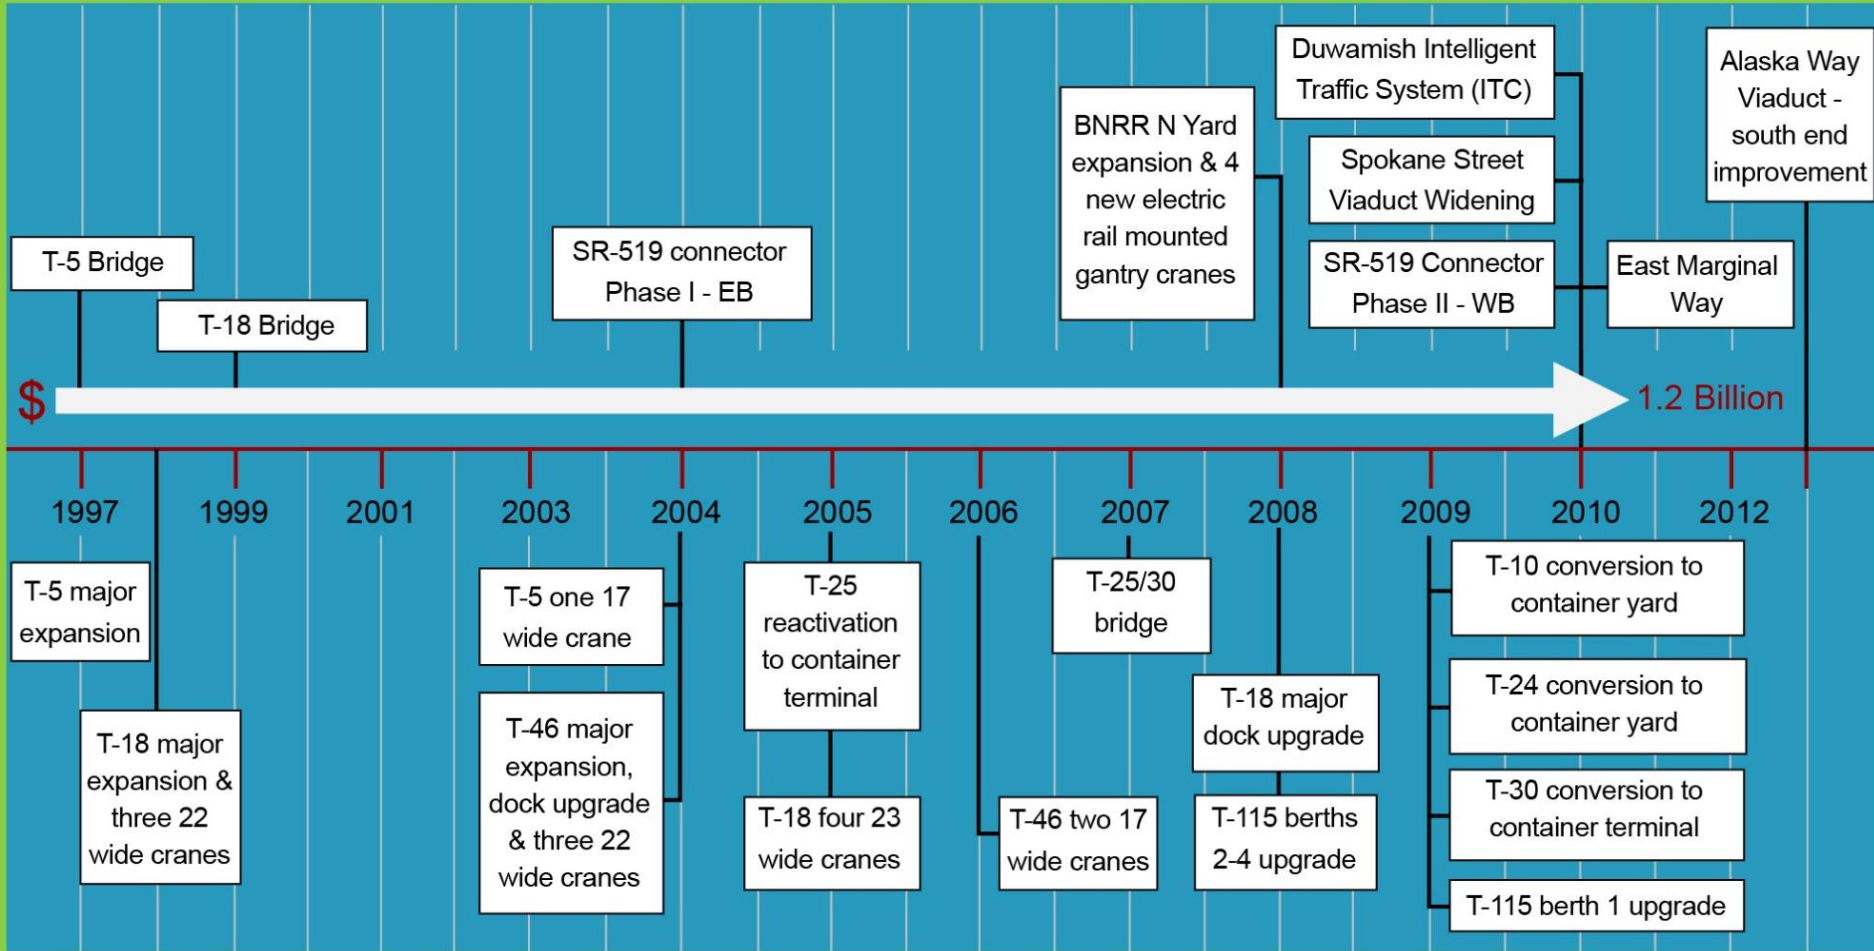 T-5 Bridge
T-18 Bridge
SR-519 connector
Phase I - EB
BNRR N Yard
expansion & 4
new electric
rail mounted
gantry cranes
Duwamish Intelligent
Traffic System (ITC)
Spokane Street
Viaduct Widening
SR-519 Connector
Phase II - WB
East Marginal
Way
Alaska Way
Viaduct -
south end
improvement
$
1.2 Billion
1997
1999
2001
2003
2004
2005
2006
2007
2008
2009
2010
2012
T-5 major
expansion
T-18 major
expansion &
three 22
wide cranes
T-5 one 17
wide crane
T-46 major
expansion,
dock upgrade
& three 22
wide cranes
T-25
reactivation
to container
terminal
T-18 four 23
wide cranes
T-46 two 17
wide cranes
T-25/30
bridge
T-18 major
dock upgrade
T-115 berths
2-4 upgrade
T-10 conversion to
container yard
T-24 conversion to
container yard
T-30 conversion to
container terminal
T-115 berth 1 upgrade